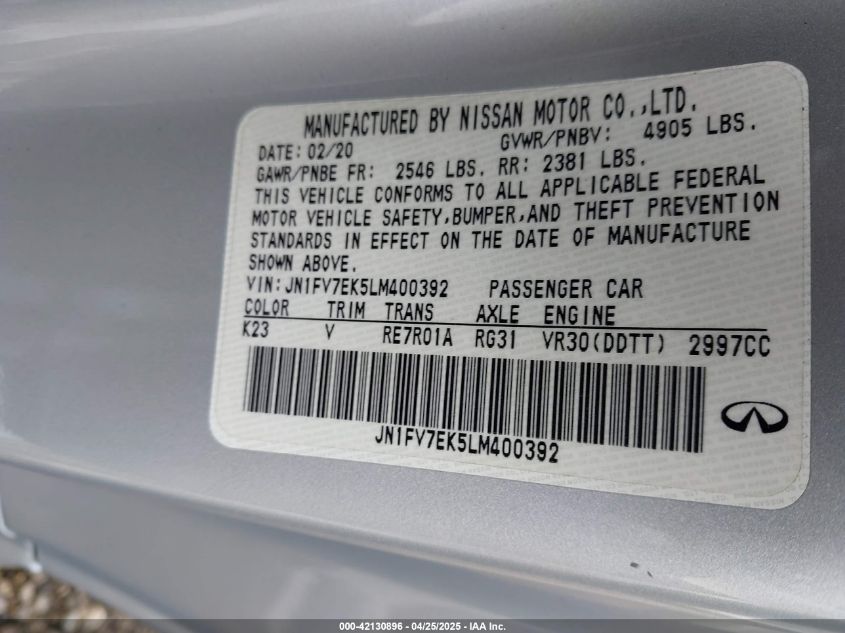 MANUFACTURED BY NISSAN MOTOR CO.,LTD.
DATE: 02/20 GVWR/PNBV: 4905 LBS.
GAWR/PNBE FR: 2546 LBS. RR: 2381 LBS.
THIS VEHICLE CONFORMS TO ALL APPLICABLE FEDERAL
MOTOR VEHICLE SAFETY,BUMPER,AND THEFT PREVENTION
STANDARDS IN EFFECT ON THE DATE OF MANUFACTURE
SHOWN ABOVE.
VIN:JN1FV7EK5LM400392 PASSENGER CAR
COLOR TRIM TRANS AXLE ENGINE
K23 V RE7R01A RG31 VR30(DDTT) 2997CC
JN1FV7EK5LM400392
000-42130896 - 04/25/2025 - IAA Inc.